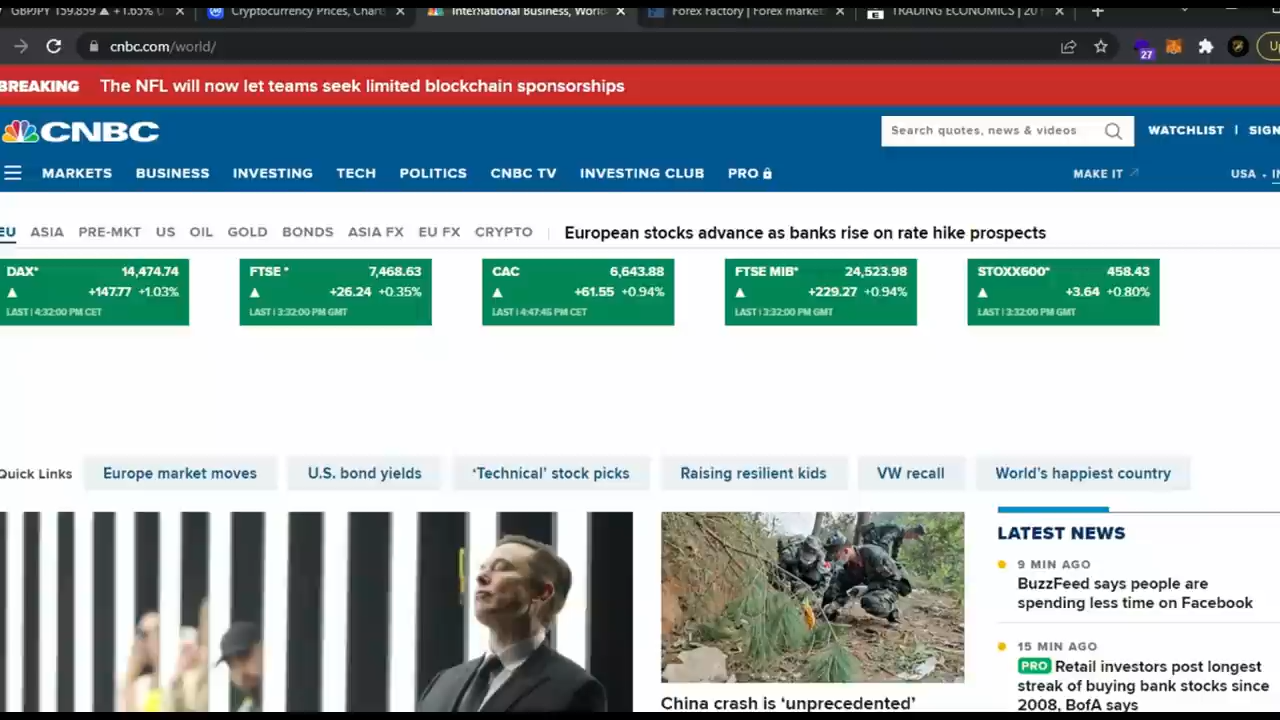 GBPJPY 159.859 ▲ +1.65% U
Cryptocurrency Prices, Chart
International Business, World
Forex Factory | Forex market
TRADING ECONOMICS | 20
cnbc.com/world/
27
BREAKING The NFL will now let teams seek limited blockchain sponsorships
CNBC
Search quotes, news & videos
WATCHLIST | SIGN
MARKETS BUSINESS INVESTING TECH POLITICS CNBC TV INVESTING CLUB PRO
MAKE IT
USA
EU ASIA PRE-MKT US OIL GOLD BONDS ASIA FX EU FX CRYPTO
European stocks advance as banks rise on rate hike prospects
DAX* 14,474.74
▲ +147.77 +1.03%
LAST | 4:32:00 PM CET
FTSE * 7,468.63
▲ +26.24 +0.35%
LAST | 3:32:00 PM GMT
CAC 6,643.88
▲ +61.55 +0.94%
LAST | 4:47:45 PM CET
FTSE MIB* 24,523.98
▲ +229.27 +0.94%
LAST | 3:32:00 PM GMT
STOXX600* 458.43
▲ +3.64 +0.80%
LAST | 3:32:00 PM GMT
Quick Links Europe market moves U.S. bond yields 'Technical' stock picks Raising resilient kids VW recall World's happiest country
China crash is 'unprecedented'
LATEST NEWS
9 MIN AGO
BuzzFeed says people are
spending less time on Facebook
15 MIN AGO
PRO Retail investors post longest
streak of buying bank stocks since
2008, BofA says